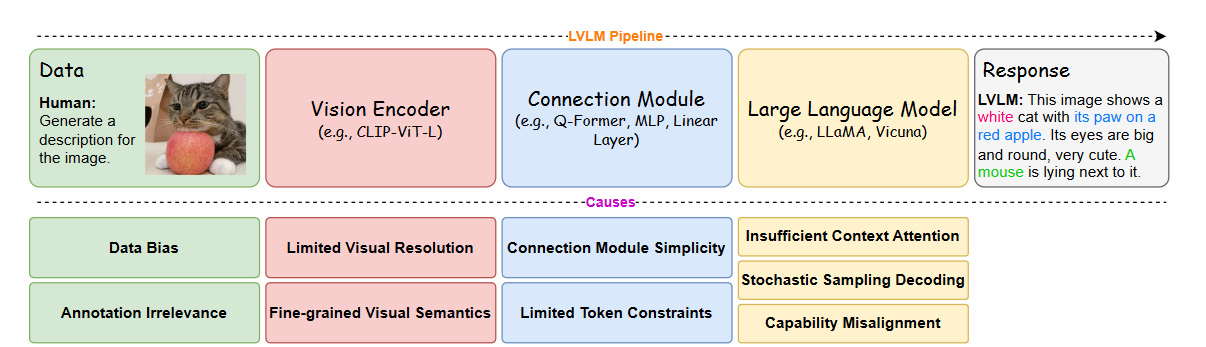 LVLM Pipeline
Data
Human:
Generate a
description for
the image.
Vision Encoder
(e.g., CLIP-ViT-L)
Connection Module
(e.g., Q-Former, MLP, Linear
Layer)
Large Language Model
(e.g., LLaMA, Vicuna)
Response
LVLM: This image shows a
white cat with its paw on a
red apple. Its eyes are big
and round, very cute. A
mouse is lying next to it.
Causes
Data Bias
Annotation Irrelevance
Limited Visual Resolution
Fine-grained Visual Semantics
Connection Module Simplicity
Limited Token Constraints
Insufficient Context Attention
Stochastic Sampling Decoding
Capability Misalignment